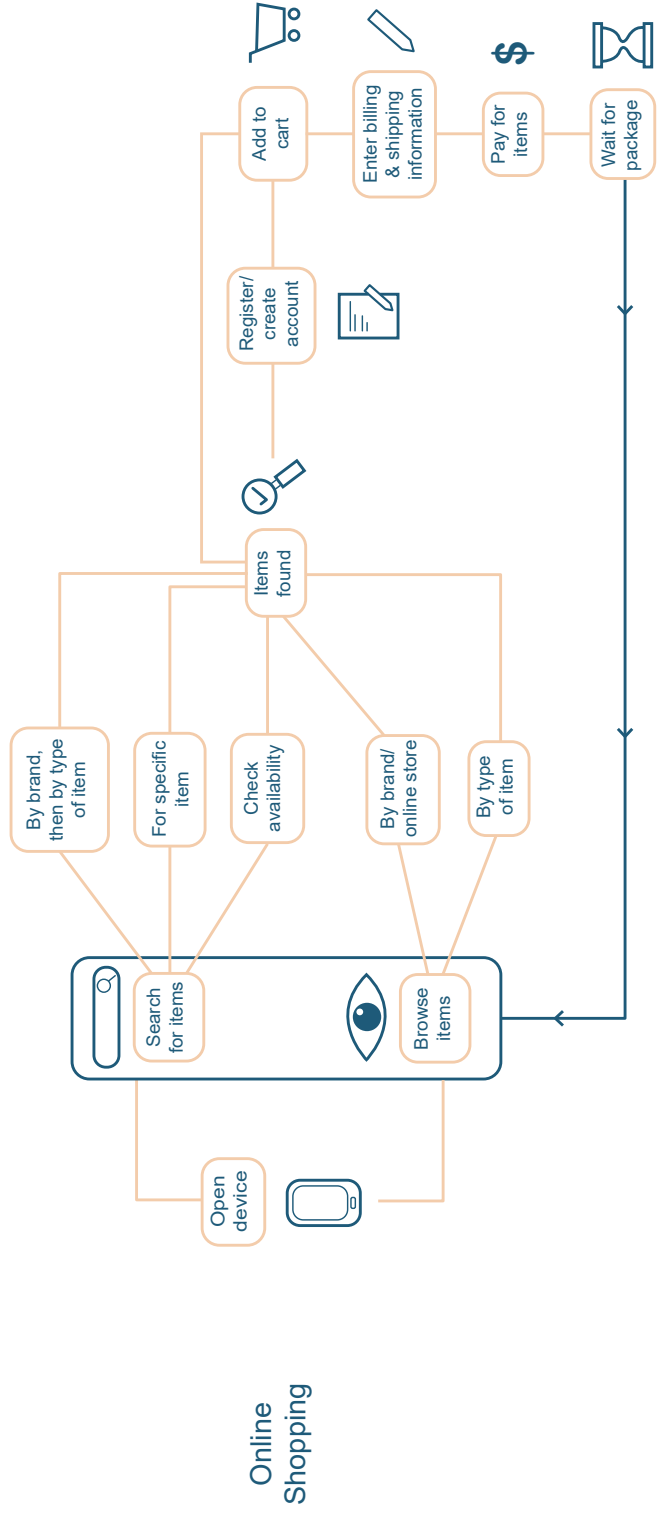 Online
Shopping
Open
device
Search
for items
Browse
items
By brand,
then by type
of item
For specific
item
Check
availability
By brand/
online store
By type
of item
Items
found
Register/
create
account
Add to
cart
Enter billing
& shipping
information
$
Pay for
items
Wait for
package